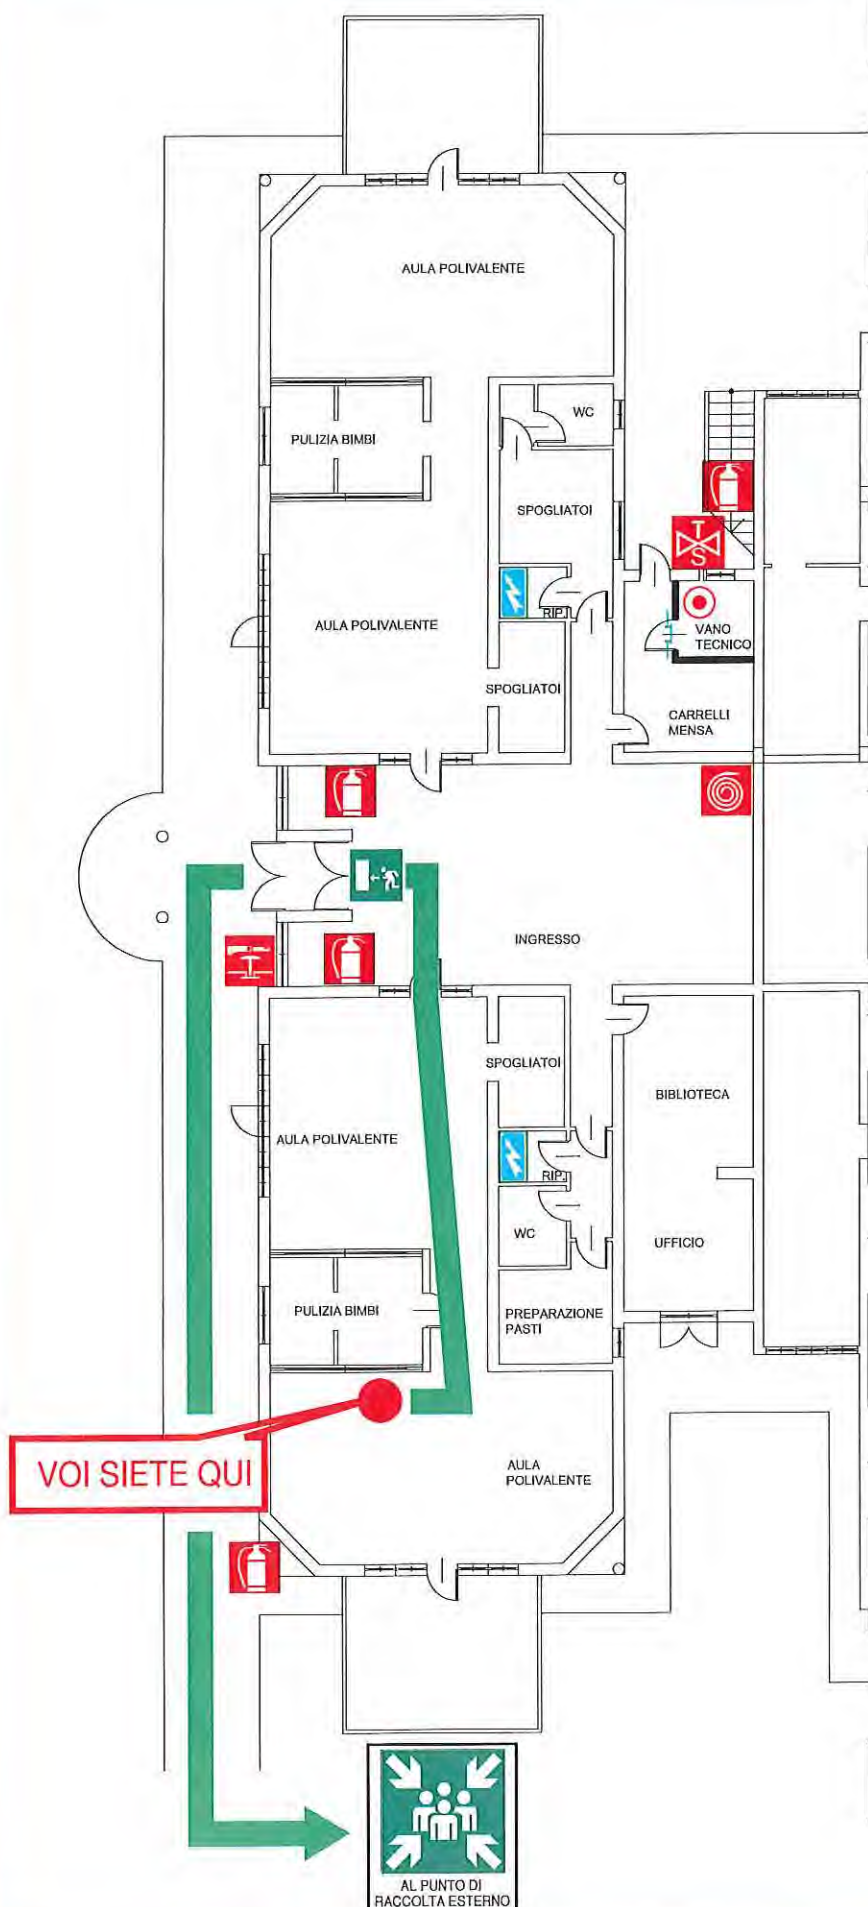 AULA POLIVALENTE
WC
PULIZIA BIMBI
SPOGLIATOI
T
S
RIP.
AULA POLIVALENTE
VANO
TECNICO
SPOGLIATOI
CARRELLI
MENSA
INGRESSO
SPOGLIATOI
BIBLIOTECA
AULA POLIVALENTE
RIP.
WC
UFFICIO
PULIZIA BIMBI
PREPARAZIONE
PASTI
VOI SIETE QUI
AULA
POLIVALENTE
AL PUNTO DI
RACCOLTA ESTERNO